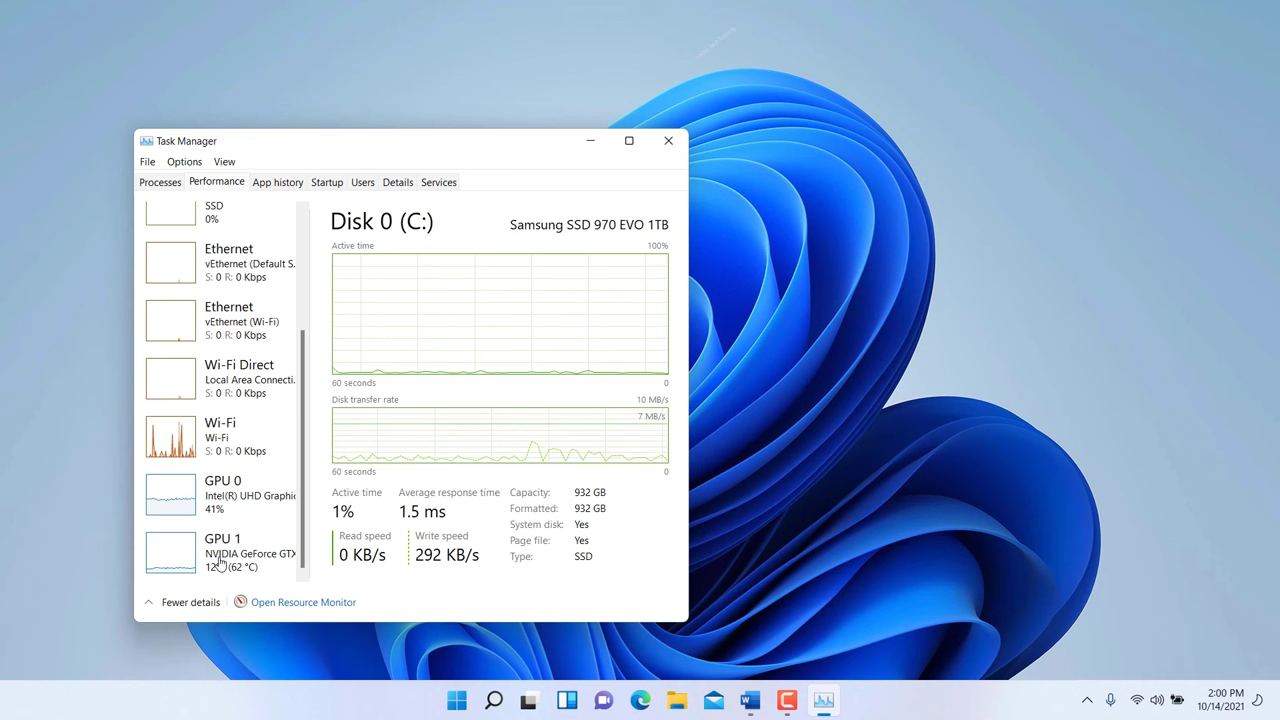 Task Manager
File Options View
Processes Performance App history Startup Users Details Services
SSD
0%
Ethernet
vEthernet (Default S.
S: 0 R: 0 Kbps
Ethernet
vEthernet (Wi-Fi)
S: 0 R: 0 Kbps
Wi-Fi Direct
Local Area Connecti.
S: 0 R: 0 Kbps
Wi-Fi
Wi-Fi
S: 0 R: 0 Kbps
GPU 0
Intel(R) UHD Graphic
41%
GPU 1
NVIDIA GeForce GTX
(62 °C)
Disk 0 (C:) Samsung SSD 970 EVO 1TB
Active time 100%
60 seconds 0
Disk transfer rate 10 MB/s
7 MB/s
60 seconds 0
Active time Average response time
1% 1.5 ms
Read speed Write speed
0 KB/s 292 KB/s
Capacity: 932 GB
Formatted: 932 GB
System disk: Yes
Page file: Yes
Type: SSD
Fewer details Open Resource Monitor
2:00 PM
10/14/2021